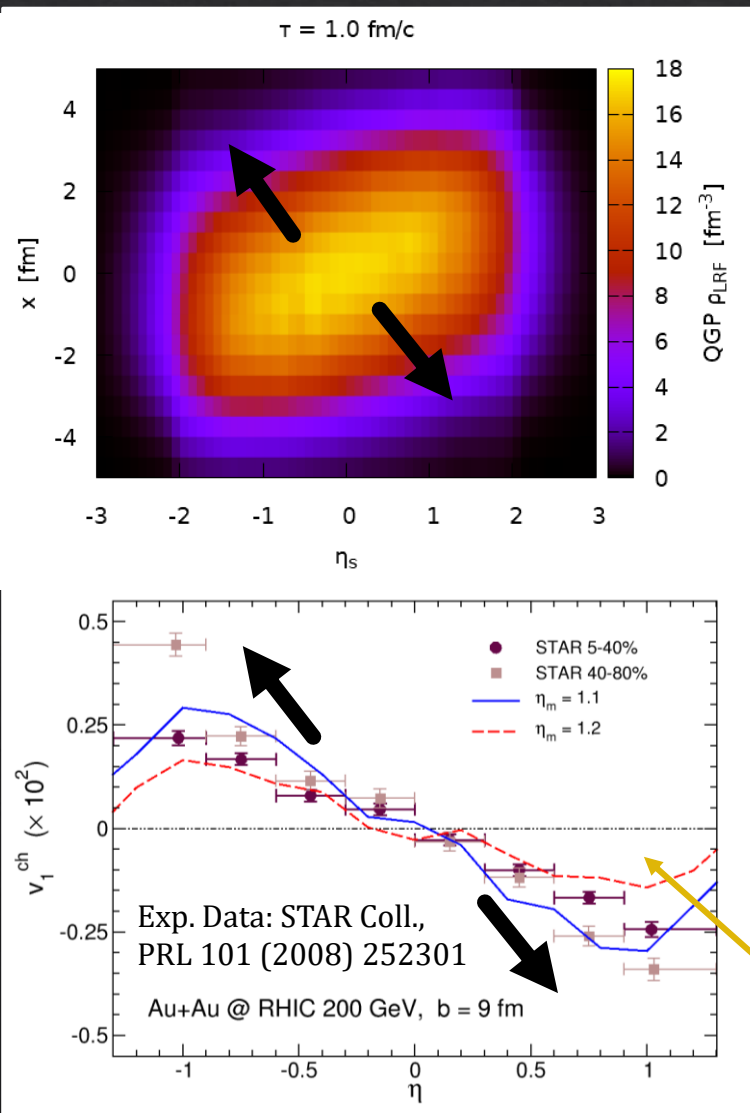 τ = 1.0 fm/c
4
2
0
-2
-4
x [fm]
-3 -2 -1 0 1 2 3
ηs
18
16
14
12
10
8
6
4
2
0
QGP ρLRF [fm-3]
0.5
0.25
0
-0.25
-0.5
v1ch (× 102)
STAR 5-40%
STAR 40-80%
ηm = 1.1
ηm = 1.2
Exp. Data: STAR Coll.,
PRL 101 (2008) 252301
Au+Au @ RHIC 200 GeV, b = 9 fm
-1 -0.5 0 0.5 1
η